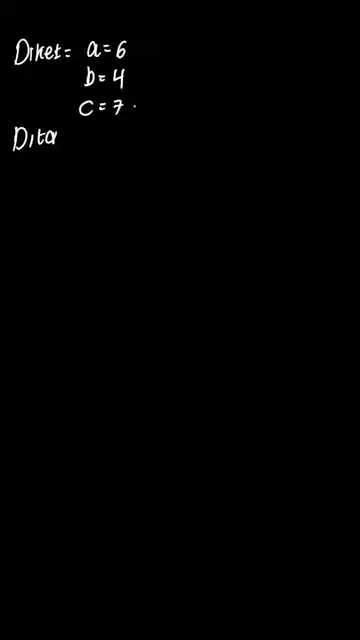 Diket= a=6
b=4
c=7
Dita